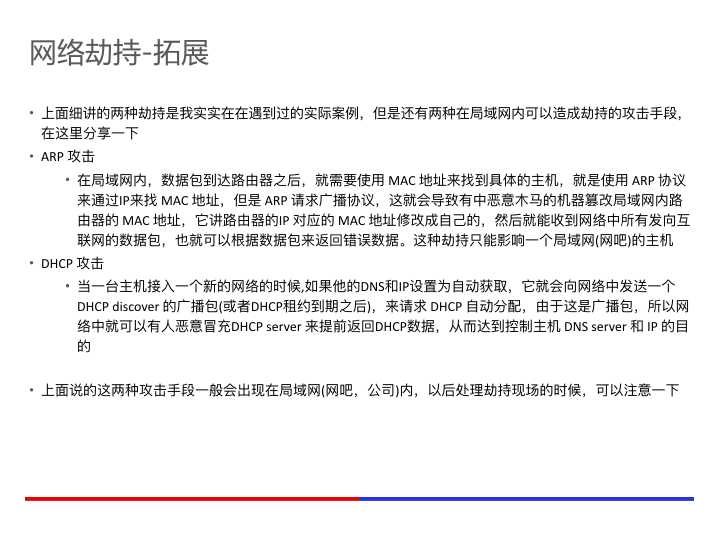 网络劫持-拓展
• 上面细讲的两种劫持是我实实在在遇到过的实际案例，但是还有两种在局域网内可以造成劫持的攻击手段，
在这里分享一下
• ARP 攻击
• 在局域网内，数据包到达路由器之后，就需要使用 MAC 地址来找到具体的主机，就是使用 ARP 协议
来通过IP来找 MAC 地址，但是 ARP 请求广播协议，这就会导致有中恶意木马的机器篡改局域网内路
由器的 MAC 地址，它讲路由器的IP 对应的 MAC 地址修改成自己的，然后就能收到网络中所有发向互
联网的数据包，也就可以根据数据包来返回错误数据。这种劫持只能影响一个局域网(网吧)的主机
• DHCP 攻击
• 当一台主机接入一个新的网络的时候,如果他的DNS和IP设置为自动获取，它就会向网络中发送一个
DHCP discover 的广播包(或者DHCP租约到期之后)，来请求 DHCP 自动分配，由于这是广播包，所以网
络中就可以有人恶意冒充DHCP server 来提前返回DHCP数据，从而达到控制主机 DNS server 和 IP 的目
的
• 上面说的这两种攻击手段一般会出现在局域网(网吧，公司)内，以后处理劫持现场的时候，可以注意一下